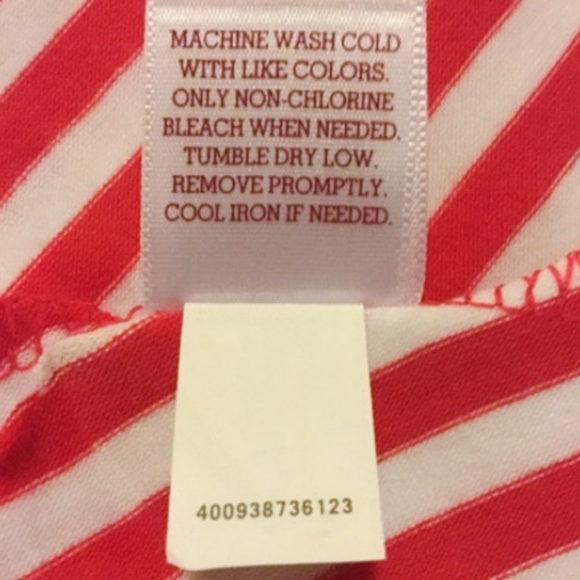 MACHINE WASH COLD
WITH LIKE COLORS.
ONLY NON-CHLORINE
BLEACH WHEN NEEDED.
TUMBLE DRY LOW.
REMOVE PROMPTLY.
COOL IRON IF NEEDED.
400938736123